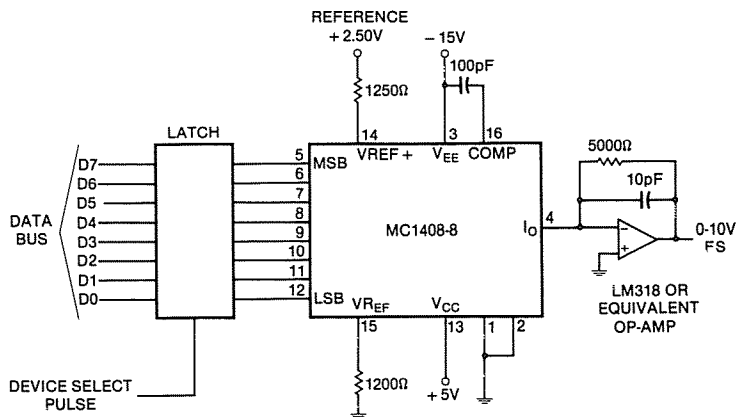 REFERENCE
+2.50V
-15V
100pF
1250Ω
LATCH
14
3
16
VREF+
VEE
COMP
5000Ω
10pF
D7
D6
D5
D4
D3
D2
D1
D0
DATA
BUS
5
6
7
8
9
10
11
12
MSB
LSB
MC1408-8
IO
4
-
+
0-10V
FS
LM318 OR
EQUIVALENT
OP-AMP
VREF
VCC
15
13
1
2
1200Ω
+5V
DEVICE SELECT
PULSE